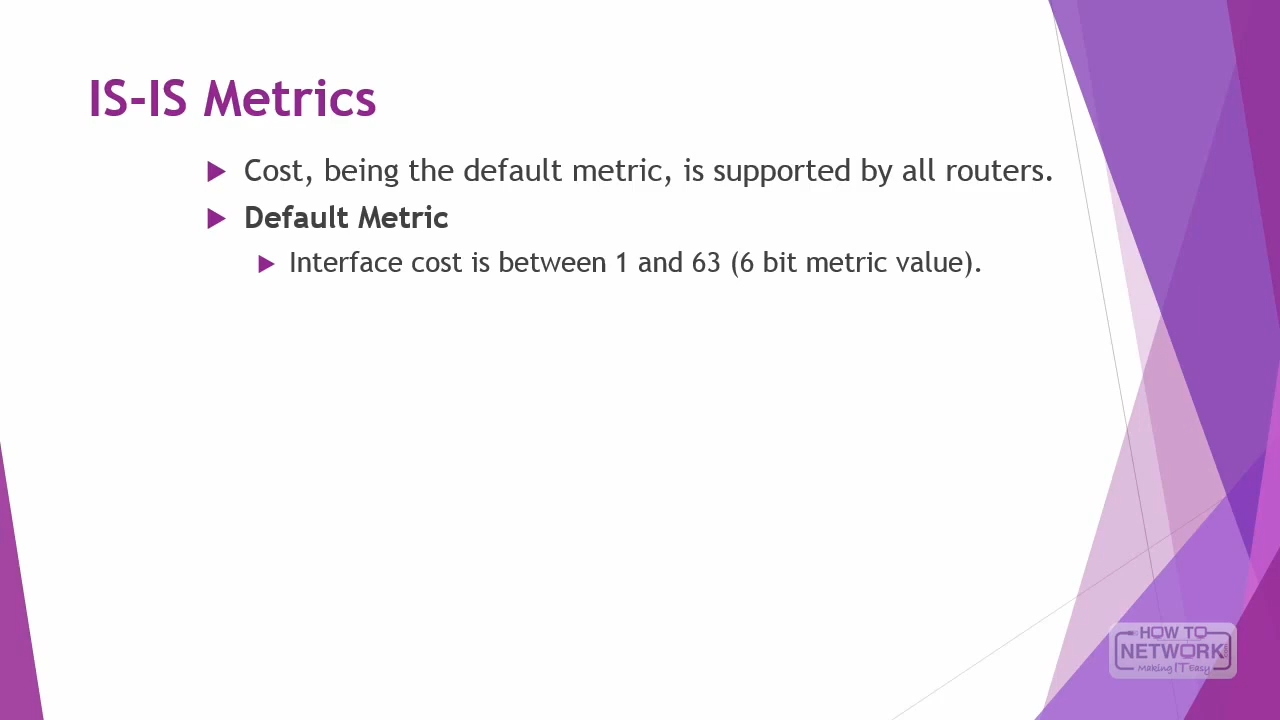 IS-IS Metrics
Cost, being the default metric, is supported by all routers.
Default Metric
Interface cost is between 1 and 63 (6 bit metric value).
HOW TO
NETWORK
Making IT Easy